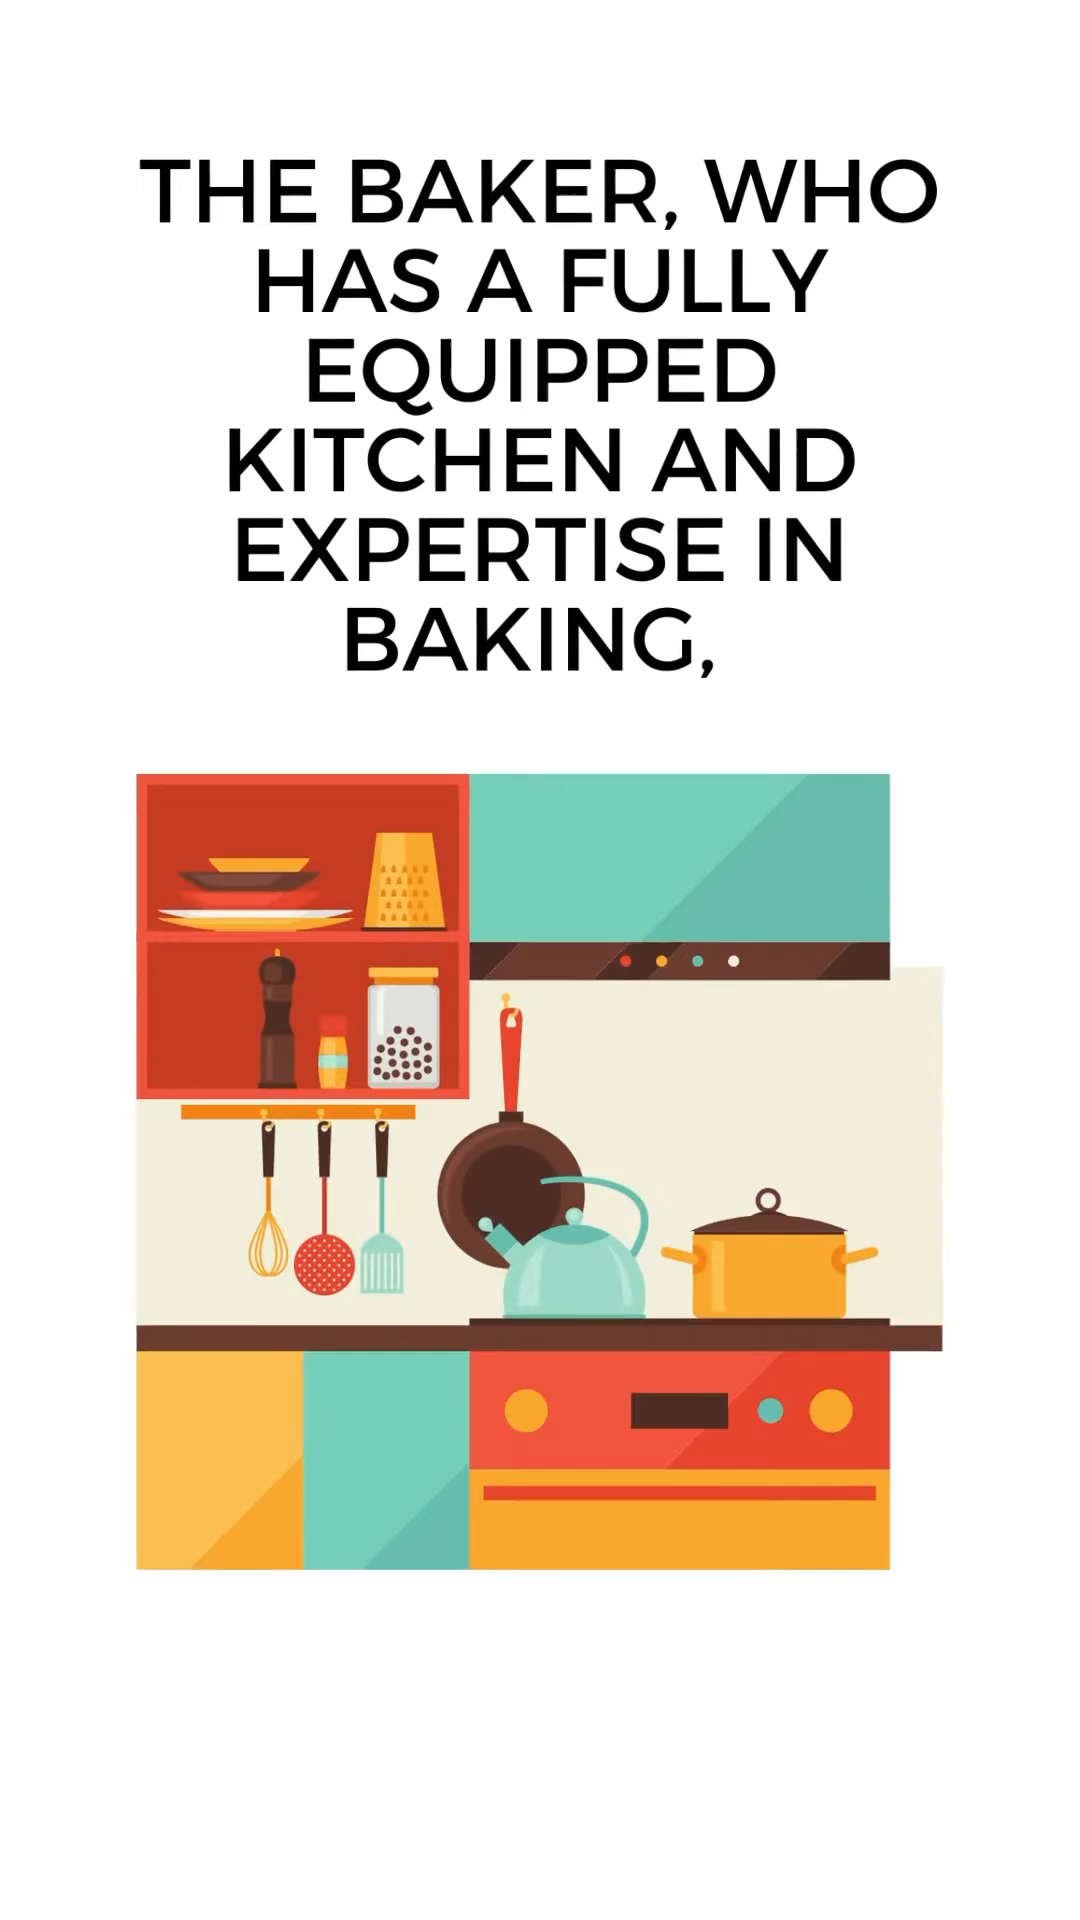 THE BAKER, WHO
HAS A FULLY
EQUIPPED
KITCHEN AND
EXPERTISE IN
BAKING,